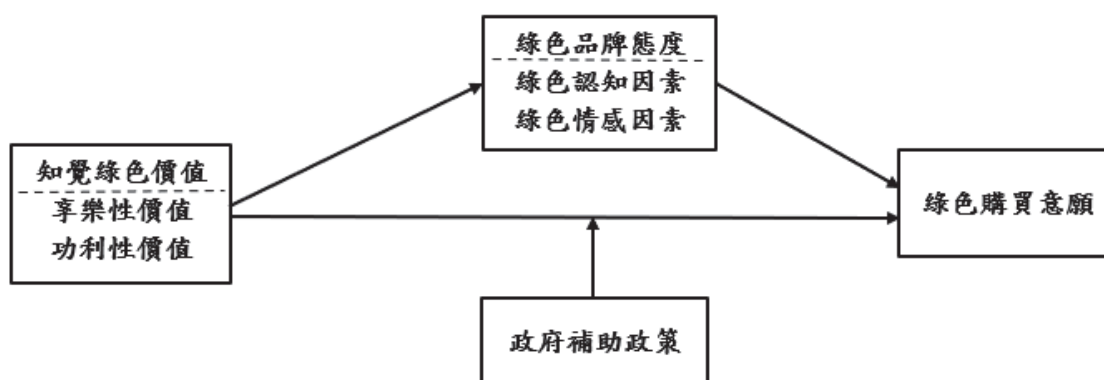 綠色品牌態度
綠色認知因素
綠色情感因素
知覺綠色價值
享樂性價值
功利性價值
綠色購買意願
政府補助政策